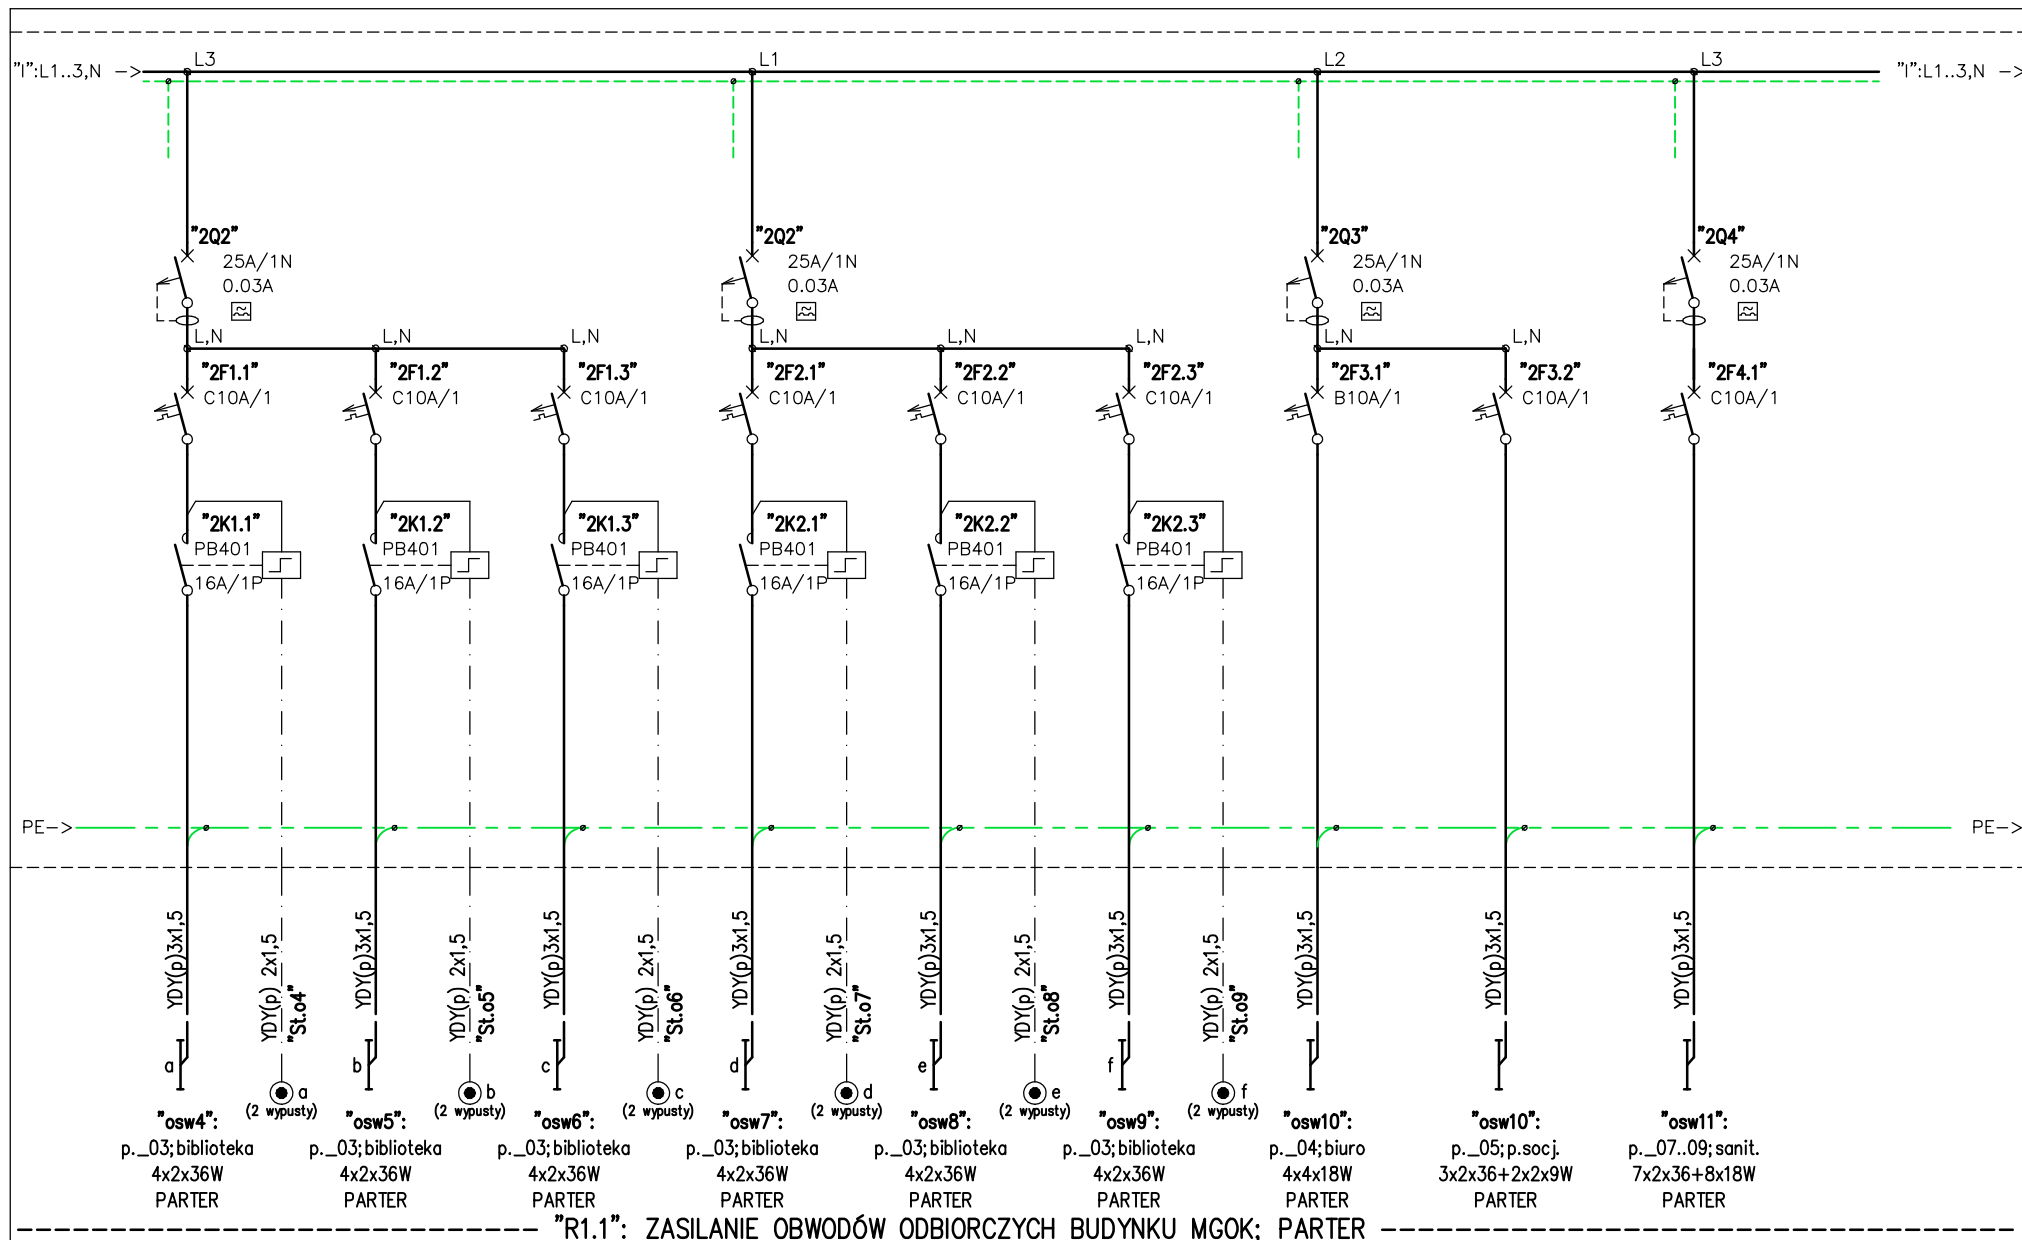 L3 L1 L2 L3
"I":L1..3,N -> "I":L1..3,N ->
"2Q2" "2Q2" "2Q3" "2Q4"
25A/1N 25A/1N 25A/1N 25A/1N
0.03A 0.03A 0.03A 0.03A
L,N L,N L,N L,N L,N L,N L,N L,N
"2F1.1" "2F1.2" "2F1.3" "2F2.1" "2F2.2" "2F2.3" "2F3.1" "2F3.2" "2F4.1"
C10A/1 C10A/1 C10A/1 C10A/1 C10A/1 C10A/1 B10A/1 C10A/1 C10A/1
"2K1.1" "2K1.2" "2K1.3" "2K2.1" "2K2.2" "2K2.3"
PB401 PB401 PB401 PB401 PB401 PB401
16A/1P 16A/1P 16A/1P 16A/1P 16A/1P 16A/1P
PE-> PE->
YDY(p)3x1,5 YDY(p) 2x1,5 YDY(p)3x1,5 YDY(p) 2x1,5 YDY(p)3x1,5 YDY(p) 2x1,5 YDY(p)3x1,5 YDY(p) 2x1,5 YDY(p)3x1,5 YDY(p) 2x1,5 YDY(p)3x1,5 YDY(p) 2x1,5 YDY(p)3x1,5 YDY(p)3x1,5 YDY(p)3x1,5
"St.o4" "St.o5" "St.o6" "St.o7" "St.o8" "St.o9"
a b c d e f
a b c d e f
(2 wypusty) (2 wypusty) (2 wypusty) (2 wypusty) (2 wypusty) (2 wypusty)
"osw4": "osw5": "osw6": "osw7": "osw8": "osw9": "osw10": "osw10": "osw11":
p._03;biblioteka p._03;biblioteka p._03;biblioteka p._03;biblioteka p._03;biblioteka p._03;biblioteka p._04;biuro p._05;p.socj. p._07..09;sanit.
4x2x36W 4x2x36W 4x2x36W 4x2x36W 4x2x36W 4x2x36W 4x4x18W 3x2x36+2x2x9W 7x2x36+8x18W
PARTER PARTER PARTER PARTER PARTER PARTER PARTER PARTER PARTER
"R1.1": ZASILANIE OBWODÓW ODBIORCZYCH BUDYNKU MGOK; PARTER